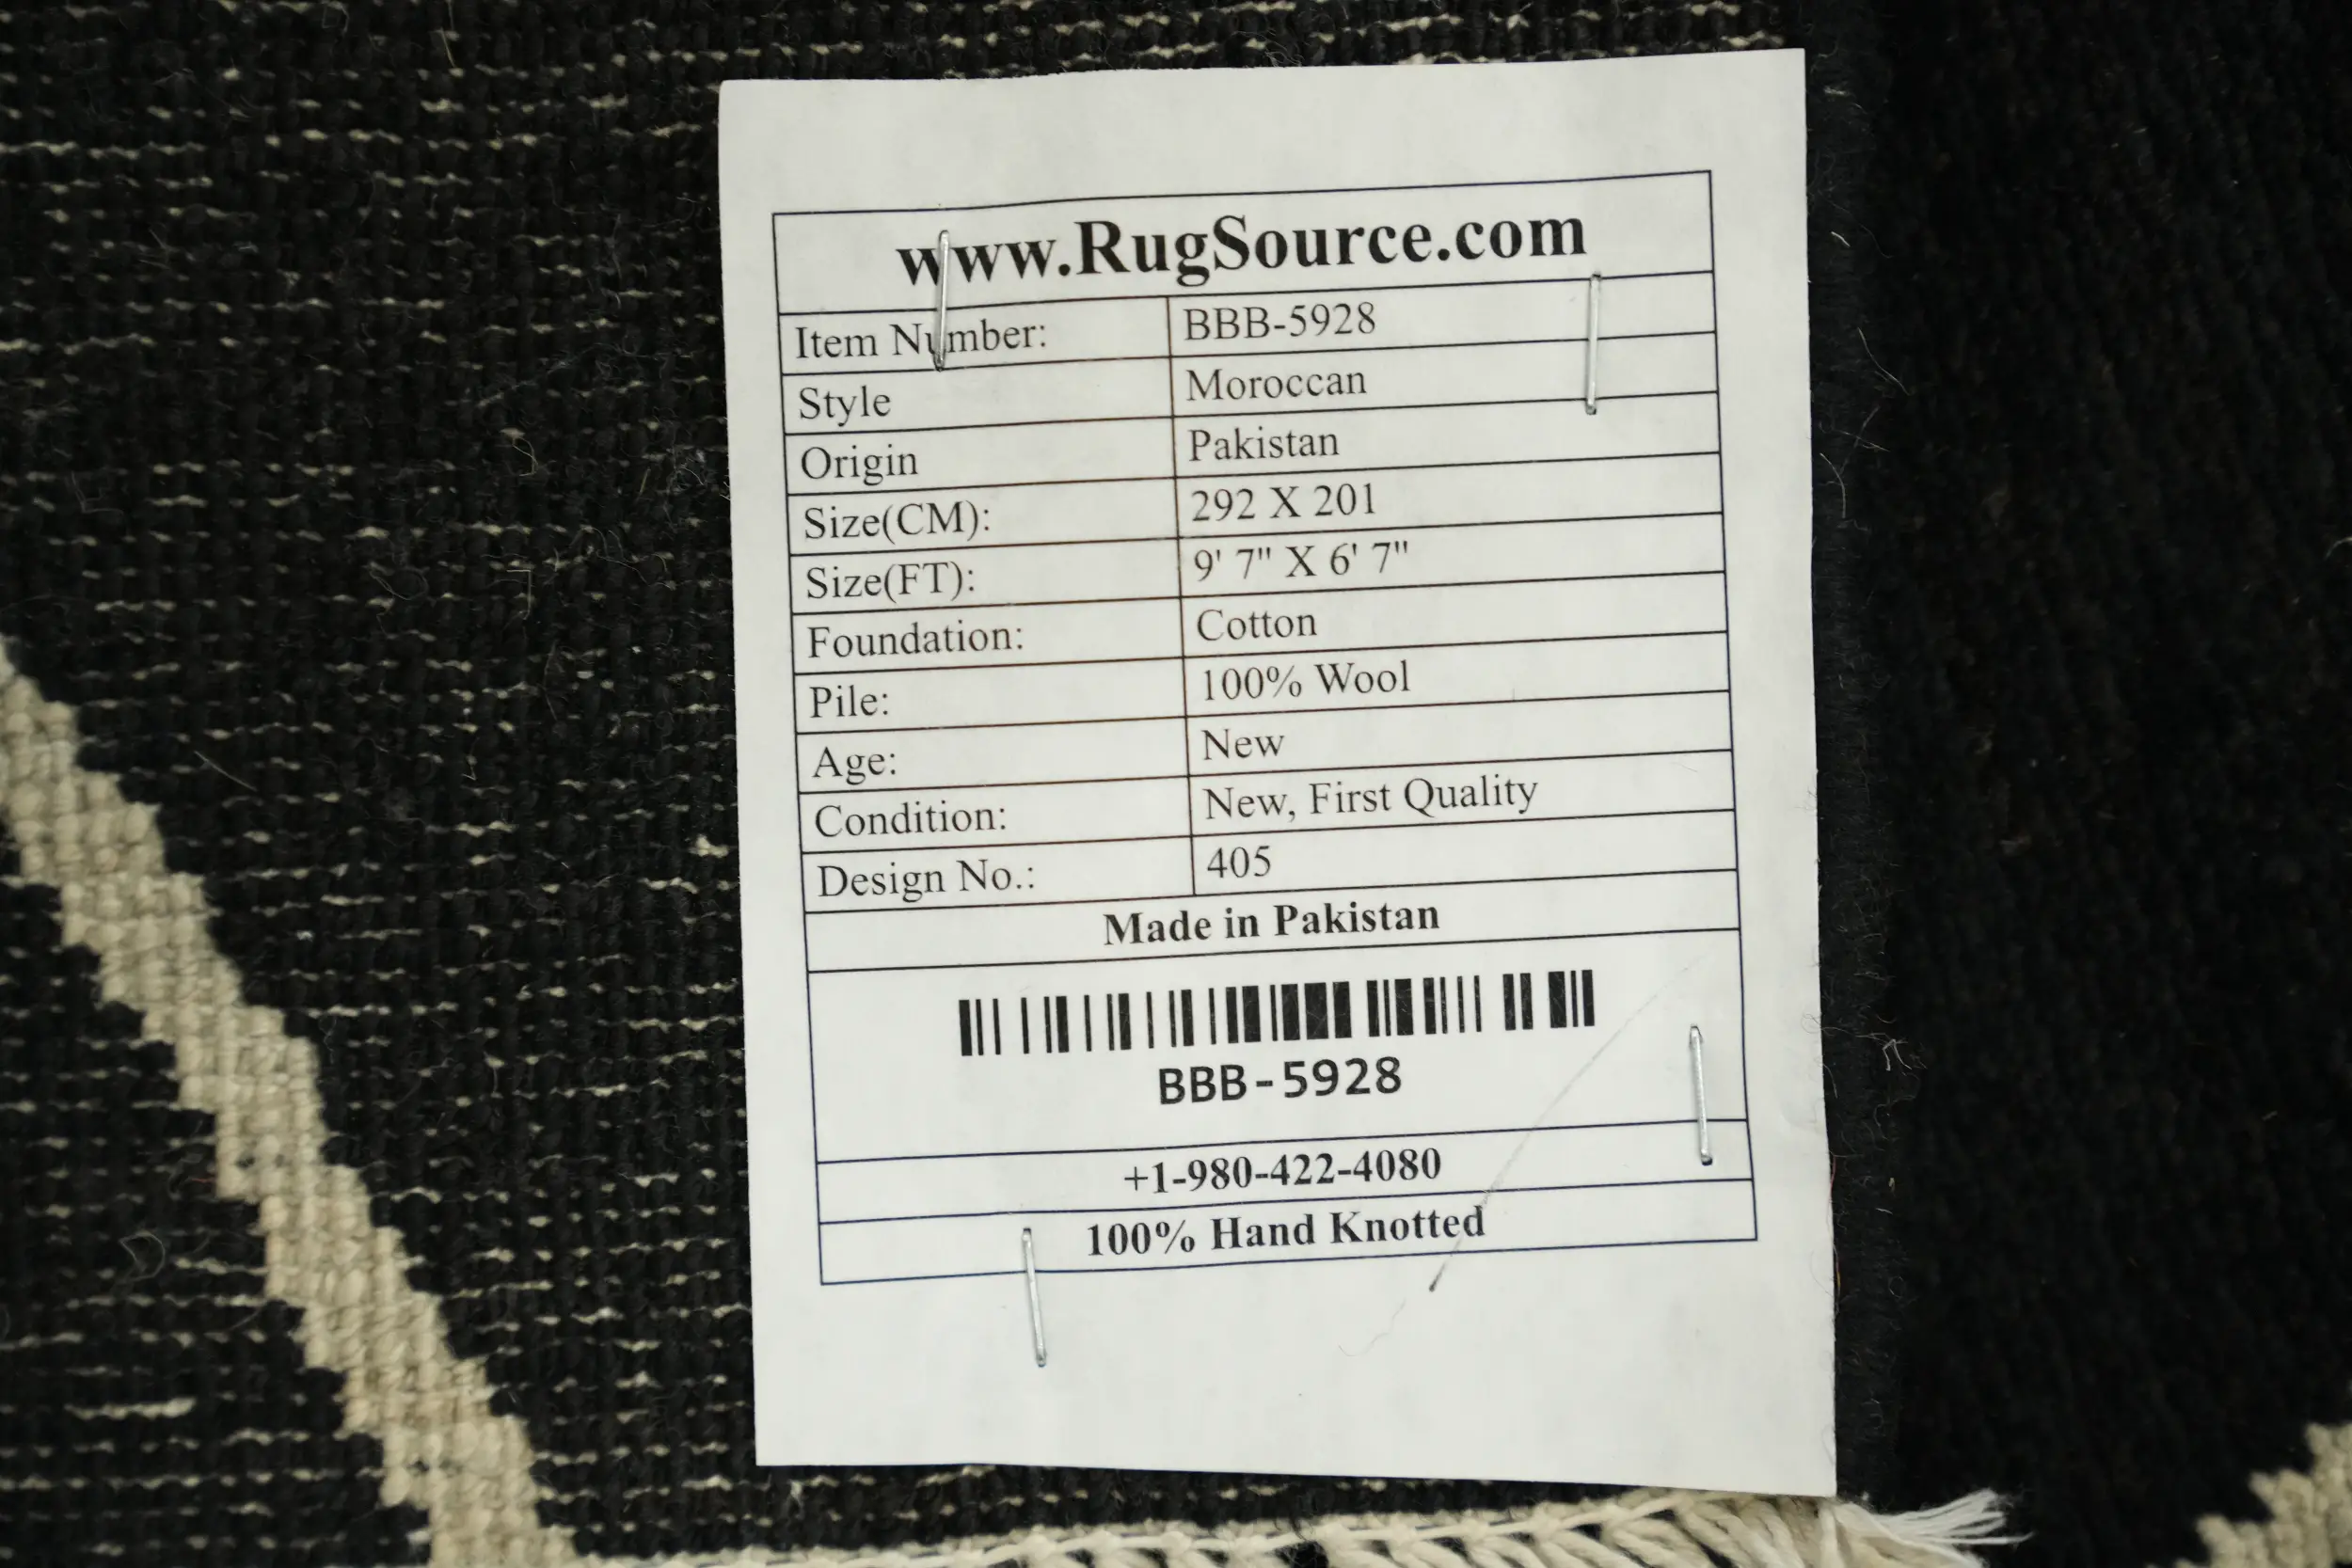 www.RugSource.com
Item Number: BBB-5928
Style Moroccan
Origin Pakistan
Size(CM): 292 X 201
Size(FT): 9' 7" X 6' 7"
Foundation: Cotton
Pile: 100% Wool
Age: New
Condition: New, First Quality
Design No.: 405
Made in Pakistan
BBB-5928
+1-980-422-4080
100% Hand Knotted